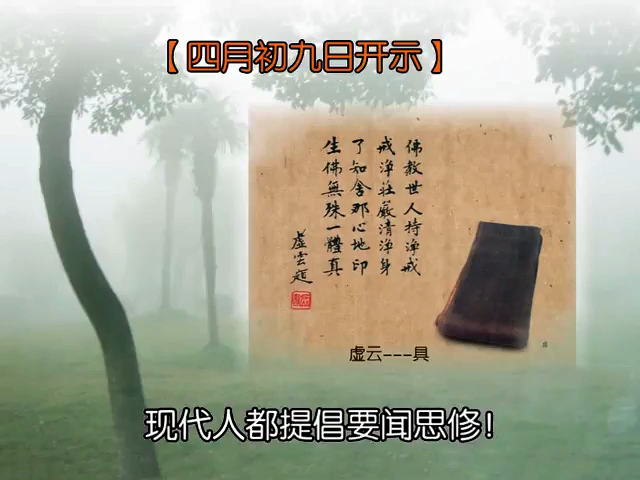 【四月初九日开示】
佛教世人持淨戒
戒淨莊嚴清淨身
了知舍那心地印
生佛無殊一體真
虛雲題
虚云---具
现代人都提倡要闻思修！